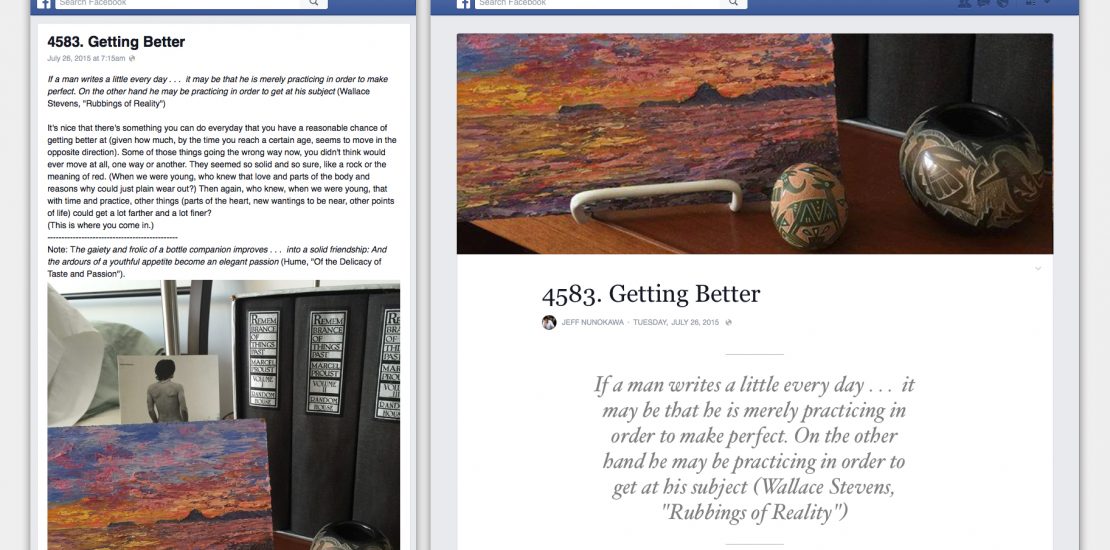 Search Facebook
4583. Getting Better
July 26, 2015 at 7:15am
If a man writes a little every day . . .  it may be that he is merely practicing in order to make
perfect. On the other hand he may be practicing in order to get at his subject (Wallace
Stevens, "Rubbings of Reality")
It's nice that there's something you can do everyday that you have a reasonable chance of
getting better at (given how much, by the time you reach a certain age, seems to move in the
opposite direction). Some of those things going the wrong way now, you didn't think would
ever move at all, one way or another. They seemed so solid and so sure, like a rock or the
meaning of red. (When we were young, who knew that love and parts of the body and
reasons why could just plain wear out?) Then again, who knew, when we were young, that
with time and practice, other things (parts of the heart, new wantings to be near, other points
of life) could get a lot farther and a lot finer?
(This is where you come in.)
-----------------------------------------------
Note: The gaiety and frolic of a bottle companion improves . . .  into a solid friendship: And
the ardours of a youthful appetite become an elegant passion (Hume, "Of the Delicacy of
Taste and Passion").
REMEM
BRANCE
OF
THINGS
PAST
MARCEL
PROUST
VOLUME
I
RANDOM
HOUSE
REMEM
BRANCE
OF
THINGS
PAST
MARCEL
PROUST
VOLUME
II
RANDOM
HOUSE
Search Facebook
4583. Getting Better
JEFF NUNOKAWA · TUESDAY, JULY 26, 2015
If a man writes a little every day . . .  it
may be that he is merely practicing in
order to make perfect. On the other
hand he may be practicing in order to
get at his subject (Wallace Stevens,
"Rubbings of Reality")